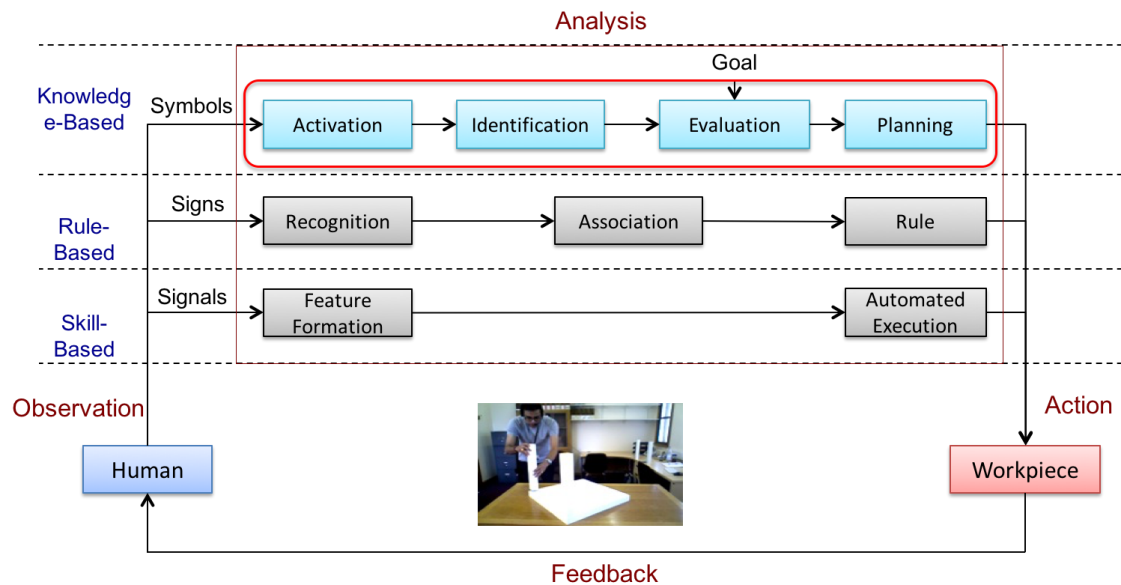 Analysis
Goal
Knowledg
e-Based
Symbols
Activation
Identification
Evaluation
Planning
Signs
Rule-
Based
Recognition
Association
Rule
Signals
Skill-
Based
Feature
Formation
Automated
Execution
Observation
Action
Human
Workpiece
Feedback